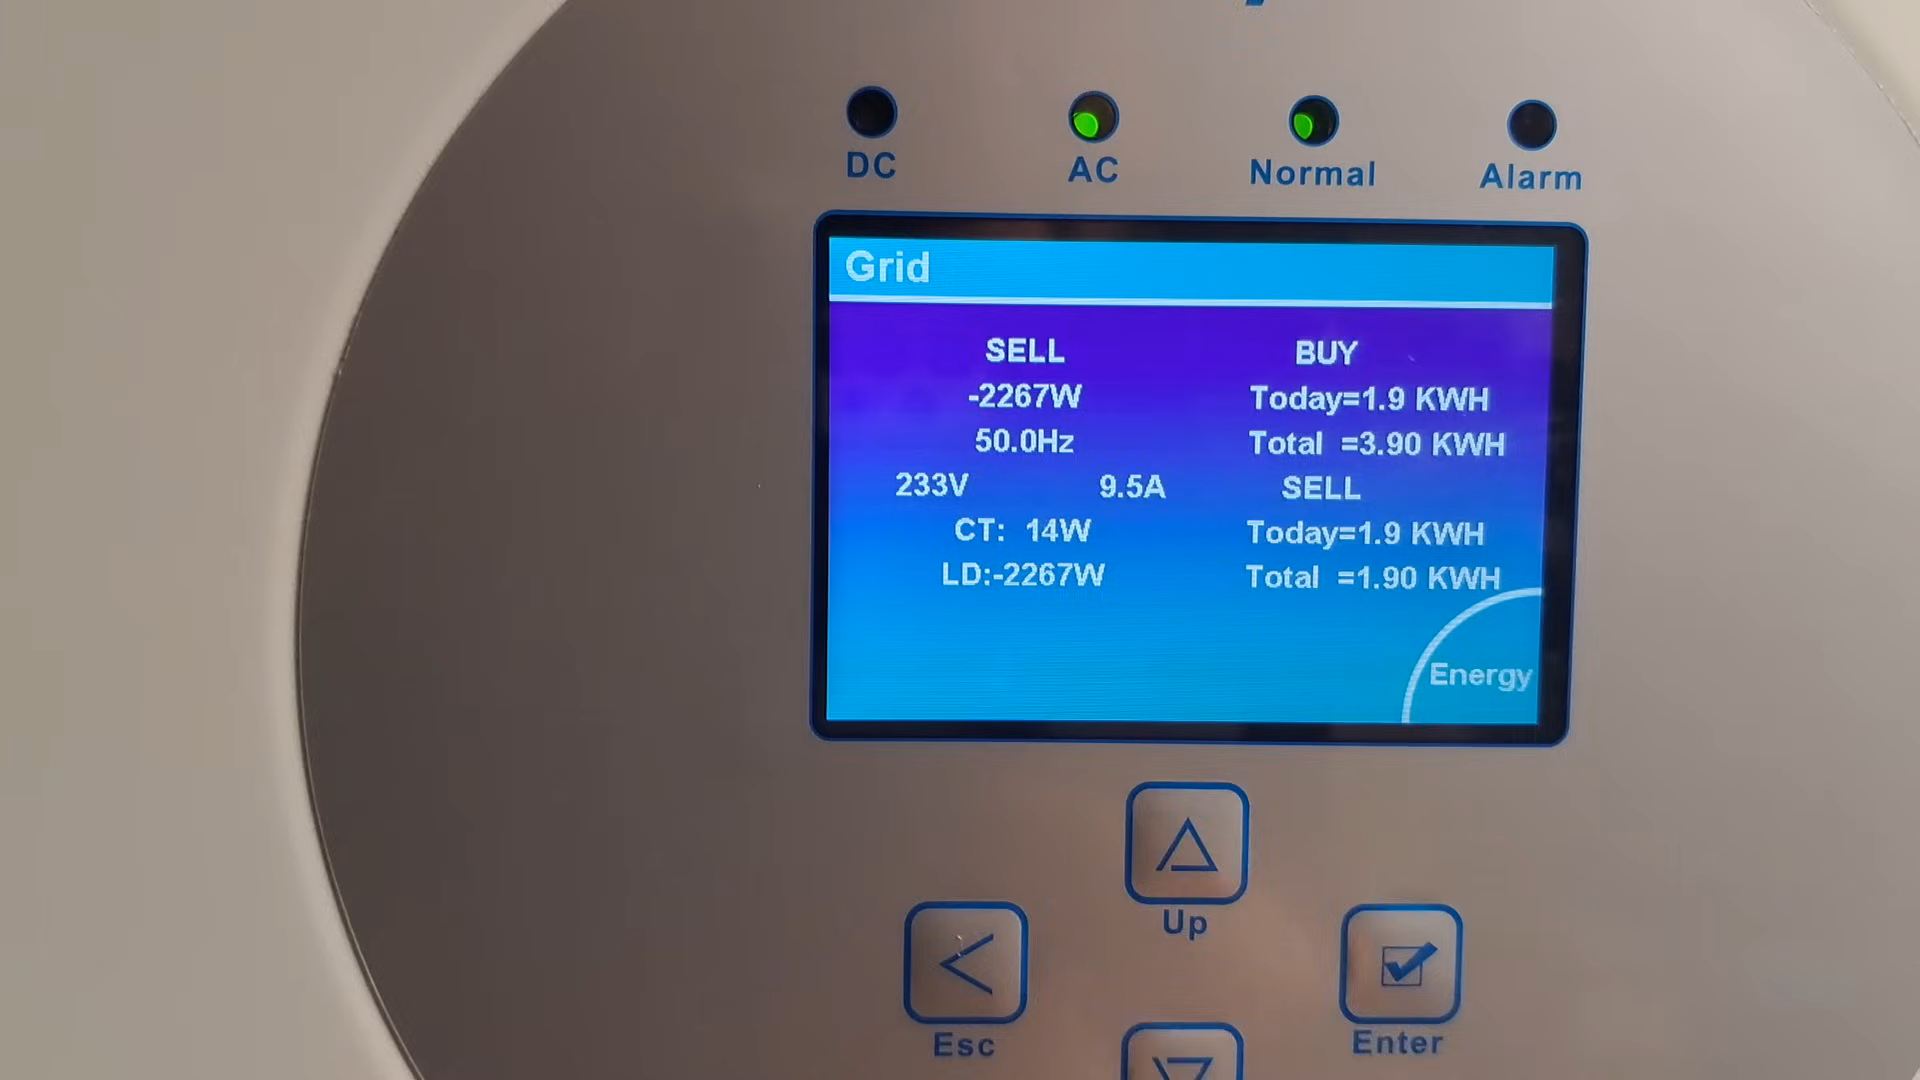 DC AC Normal Alarm
Grid
SELL BUY
-2267W Today=1.9 KWH
50.0Hz Total =3.90 KWH
233V 9.5A SELL
CT: 14W Today=1.9 KWH
LD:-2267W Total =1.90 KWH
Energy
Up
Esc Enter